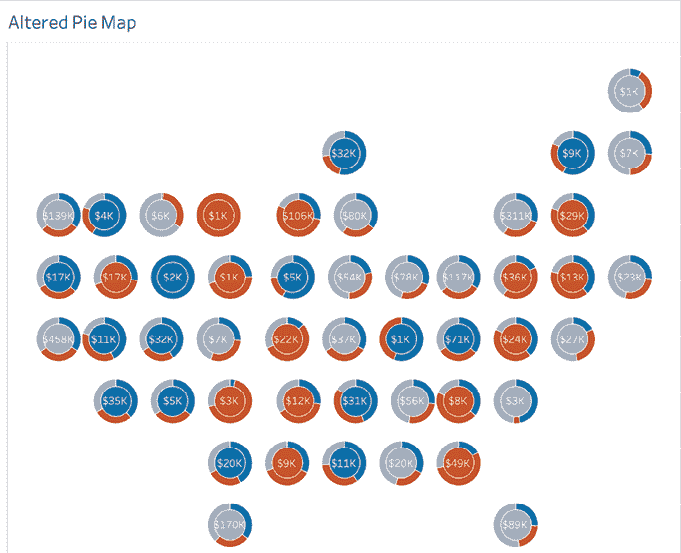 Altered Pie Map
$1K
$32K $9K $7K
$139K $4K $6K $1K $106K $80K $311K $29K
$17K $17K $2K $1K $5K $54K $78K $117K $36K $13K $23K
$458K $11K $32K $7K $22K $37K $1K $71K $24K $27K
$35K $5K $3K $12K $31K $56K $8K $3K
$20K $9K $11K $20K $49K
$170K $89K